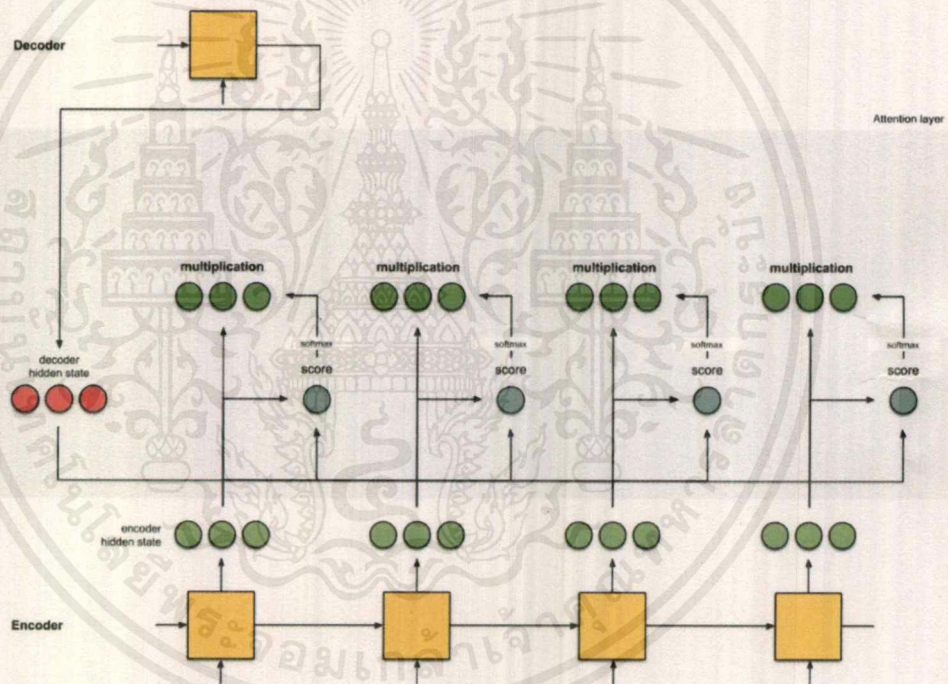 Decoder
Attention layer
multiplication
multiplication
multiplication
multiplication
softmax
softmax
softmax
softmax
decoder
hidden state
score
score
score
score
encoder
hidden state
Encoder